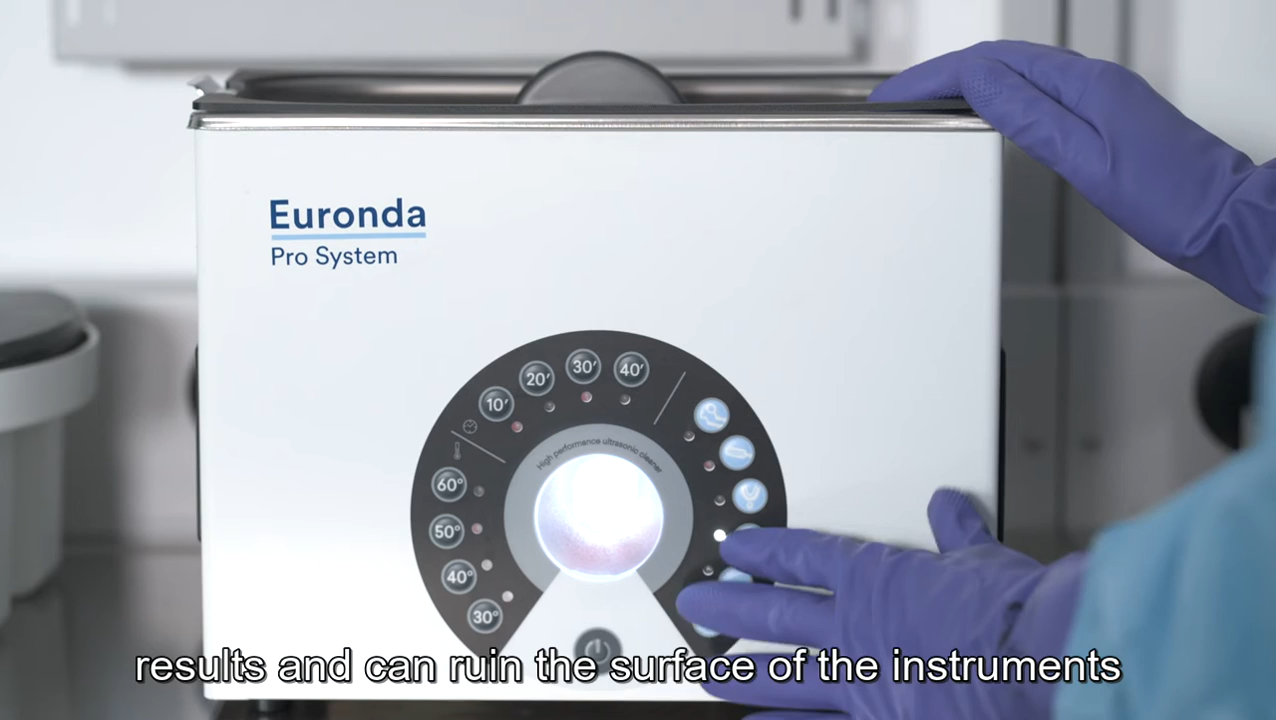 Euronda
Pro System
10′
20′
30′
40′
High performance ultrasonic cleaner
60°
50°
40°
30°
results and can ruin the surface of the instruments